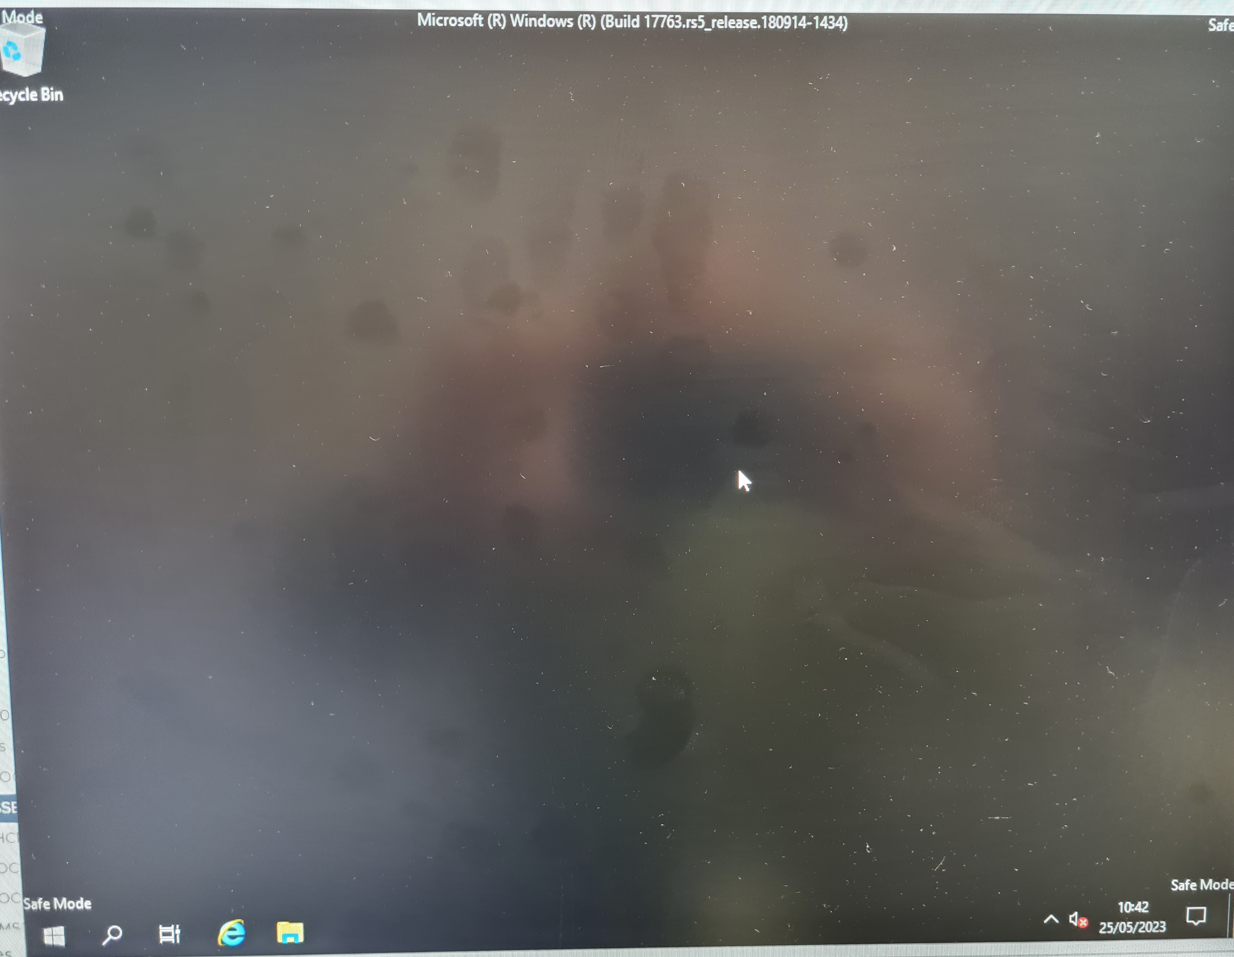 Mode
Microsoft (R) Windows (R) (Build 17763.rs5_release.180914-1434)
Safe
ecycle Bin
Safe Mode
Safe Mode
10:42
25/05/2023